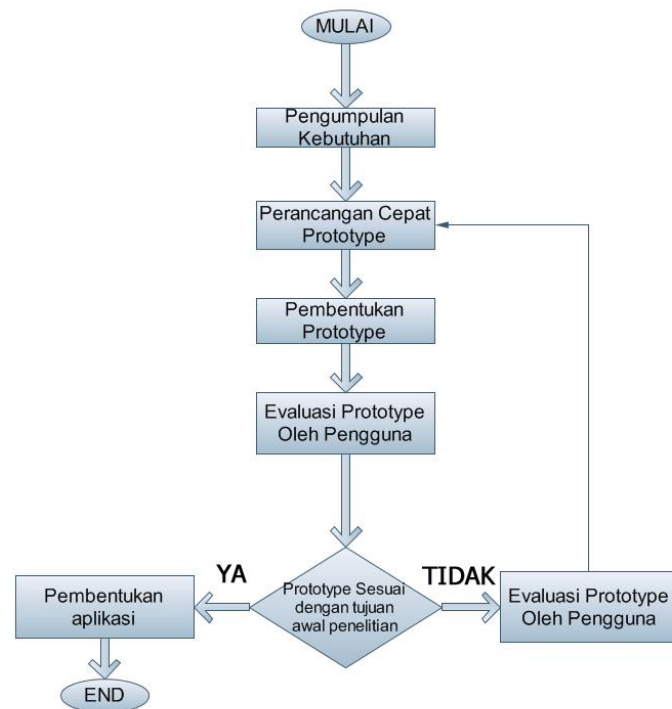 MULAI
Pengumpulan
Kebutuhan
Perancangan Cepat
Prototype
Pembentukan
Prototype
Evaluasi Prototype
Oleh Pengguna
YA
TIDAK
Prototype Sesuai
dengan tujuan
awal penelitian
Pembentukan
aplikasi
Evaluasi Prototype
Oleh Pengguna
END